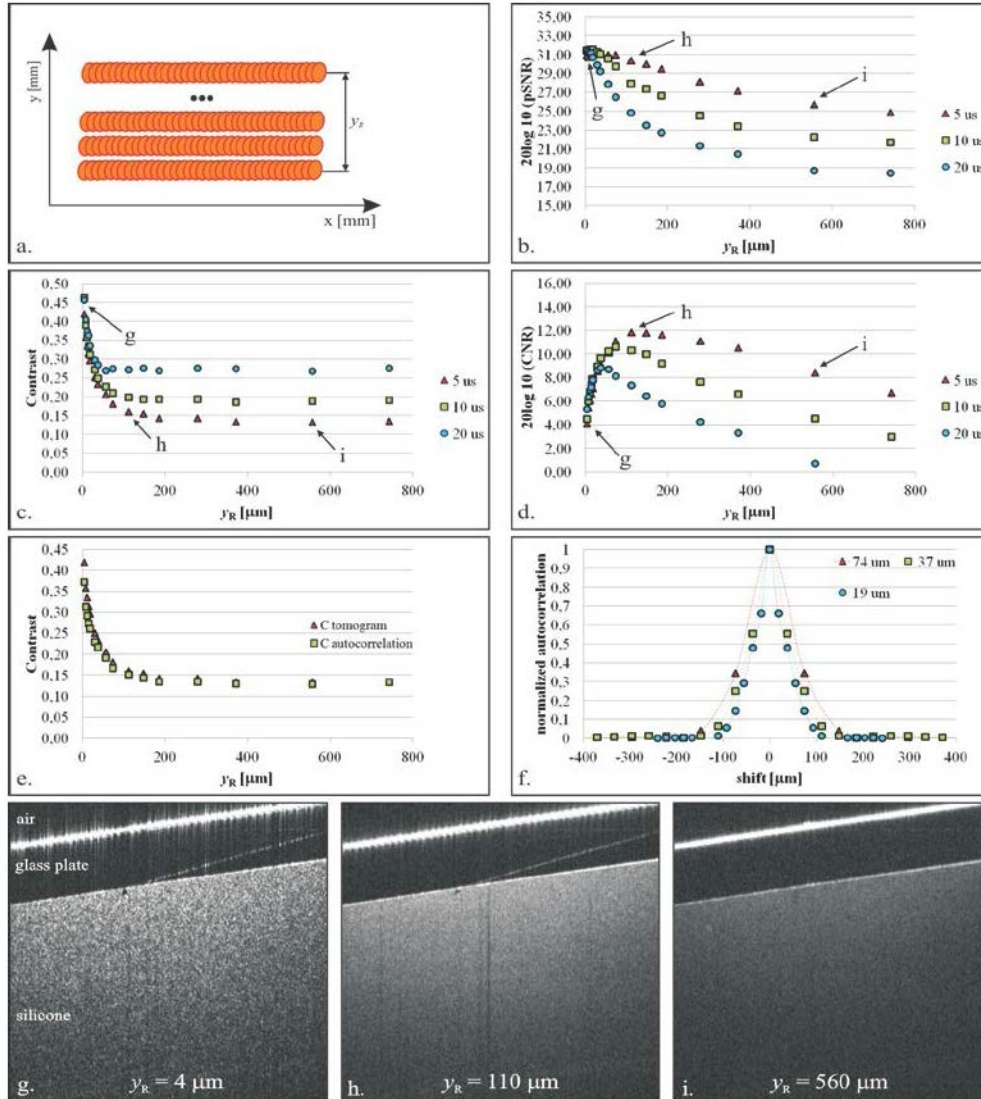 y [mm]
y_R
x [mm]
a.
20log 10 (pSNR)
35,00
33,00
31,00
29,00
27,00
25,00
23,00
21,00
19,00
17,00
15,00
h
g
i
5 us
10 us
20 us
0 200 400 600 800
y_R [µm]
b.
Contrast
0,50
0,45
0,40
0,35
0,30
0,25
0,20
0,15
0,10
0,05
0,00
g
h
i
5 us
10 us
20 us
0 200 400 600 800
y_R [µm]
c.
20log 10 (CNR)
16,00
14,00
12,00
10,00
8,00
6,00
4,00
2,00
0,00
h
i
g
5 us
10 us
20 us
0 200 400 600 800
y_R [µm]
d.
Contrast
0,45
0,40
0,35
0,30
0,25
0,20
0,15
0,10
0,05
0,00
C tomogram
C autocorrelation
0 200 400 600 800
y_R [µm]
e.
normalized autocorrelation
1
0,9
0,8
0,7
0,6
0,5
0,4
0,3
0,2
0,1
0
74 um 37 um
19 um
-400 -300 -200 -100 0 100 200 300 400
shift [µm]
f.
air
glass plate
silicone
g. y_R = 4 µm
h. y_R = 110 µm
i. y_R = 560 µm